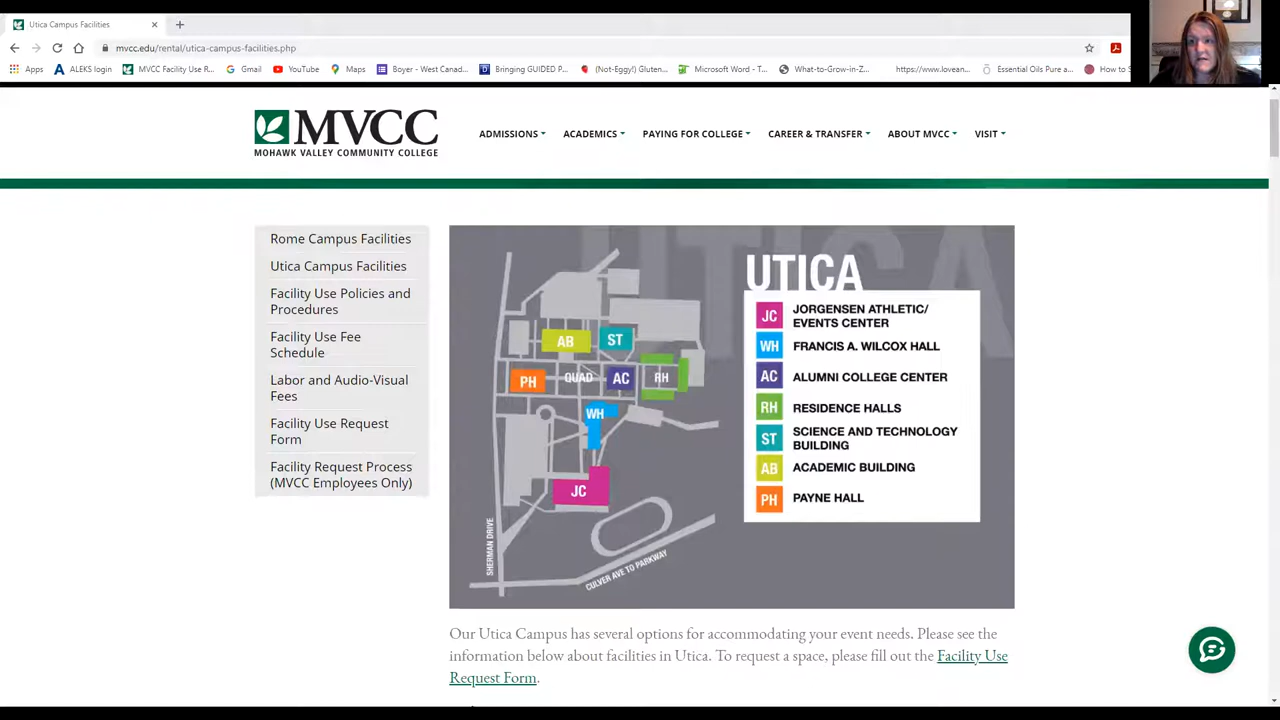 Utica Campus Facilities
mvcc.edu/rental/utica-campus-facilities.php
Apps
ALEKS login
MVCC Facility Use R...
Gmail
YouTube
Maps
Boyer - West Canad...
Bringing GUIDED P...
(Not-Eggy!) Gluten...
Microsoft Word - T...
What-to-Grow-in-Z...
https://www.lovean...
Essential Oils Pure a...
How to S
MVCC
MOHAWK VALLEY COMMUNITY COLLEGE
ADMISSIONS
ACADEMICS
PAYING FOR COLLEGE
CAREER & TRANSFER
ABOUT MVCC
VISIT
Rome Campus Facilities
Utica Campus Facilities
Facility Use Policies and
Procedures
Facility Use Fee
Schedule
Labor and Audio-Visual
Fees
Facility Use Request
Form
Facility Request Process
(MVCC Employees Only)
UTICA
AB
ST
PH
QUAD
AC
RH
WH
JC
SHERMAN DRIVE
CULVER AVE TO PARKWAY
UTICA
JC JORGENSEN ATHLETIC/
EVENTS CENTER
WH FRANCIS A. WILCOX HALL
AC ALUMNI COLLEGE CENTER
RH RESIDENCE HALLS
ST SCIENCE AND TECHNOLOGY
BUILDING
AB ACADEMIC BUILDING
PH PAYNE HALL
Our Utica Campus has several options for accommodating your event needs. Please see the
information below about facilities in Utica. To request a space, please fill out the Facility Use
Request Form.